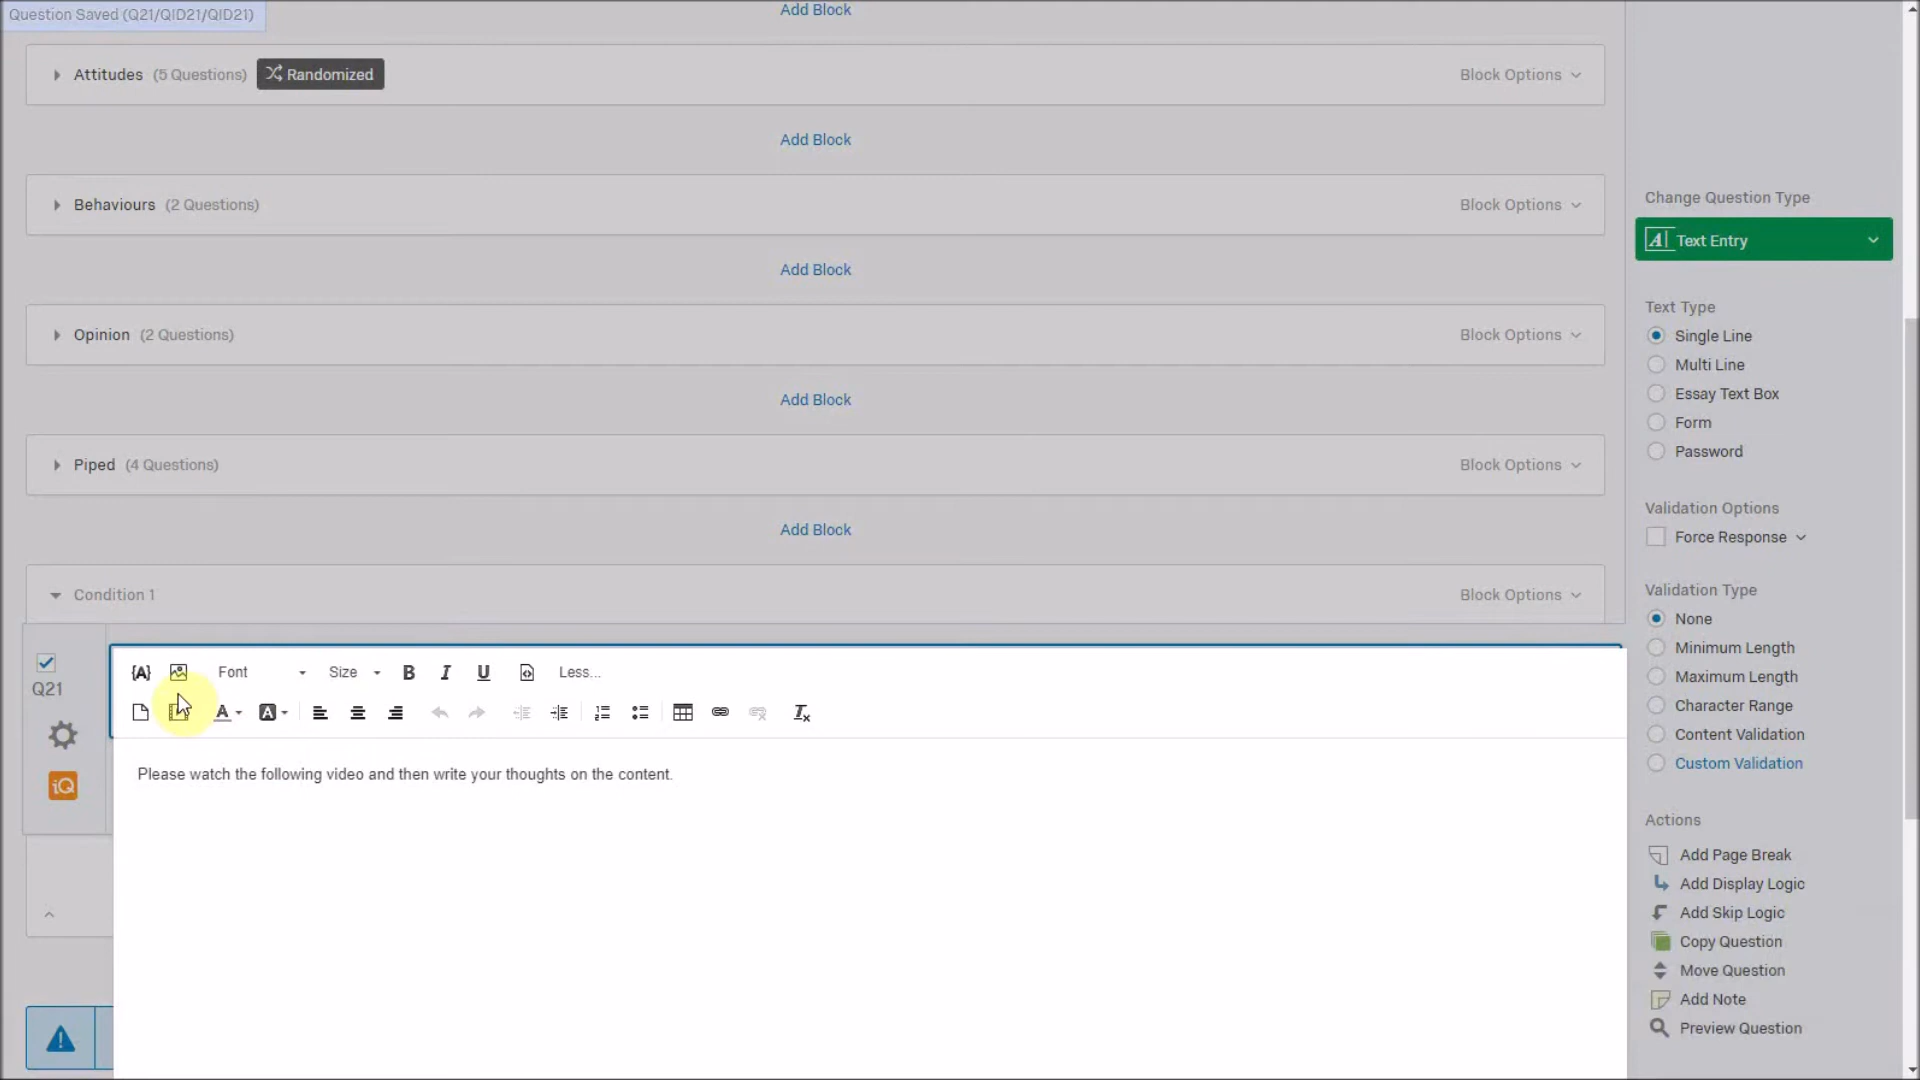 Question Saved (Q21/QID21/QID21)
Add Block
Attitudes (5 Questions) Randomized Block Options
Add Block
Behaviours (2 Questions) Block Options
Add Block
Opinion (2 Questions) Block Options
Add Block
Piped (4 Questions) Block Options
Add Block
Condition 1 Block Options
Q21
iQ
{A} Font Size B I U Less...
A A
Please watch the following video and then write your thoughts on the content.
Change Question Type
A Text Entry
Text Type
Single Line
Multi Line
Essay Text Box
Form
Password
Validation Options
Force Response
Validation Type
None
Minimum Length
Maximum Length
Character Range
Content Validation
Custom Validation
Actions
Add Page Break
Add Display Logic
Add Skip Logic
Copy Question
Move Question
Add Note
Preview Question